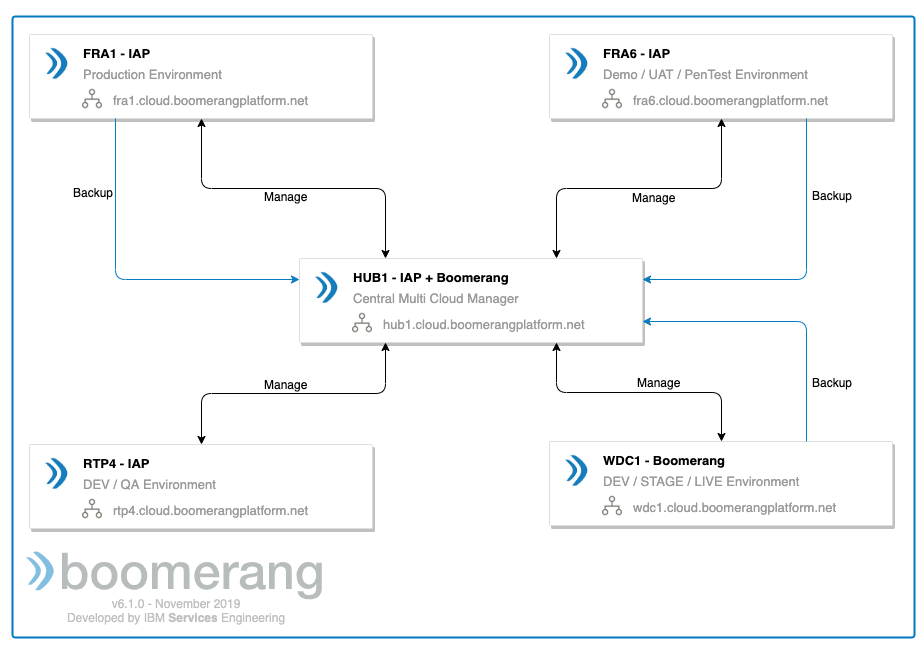 FRA1 - IAP
Production Environment
fra1.cloud.boomerangplatform.net
FRA6 - IAP
Demo / UAT / PenTest Environment
fra6.cloud.boomerangplatform.net
Backup
Manage
Manage
Backup
HUB1 - IAP + Boomerang
Central Multi Cloud Manager
hub1.cloud.boomerangplatform.net
Manage
Manage
Backup
RTP4 - IAP
DEV / QA Environment
rtp4.cloud.boomerangplatform.net
WDC1 - Boomerang
DEV / STAGE / LIVE Environment
wdc1.cloud.boomerangplatform.net
boomerang
v6.1.0 - November 2019
Developed by IBM Services Engineering